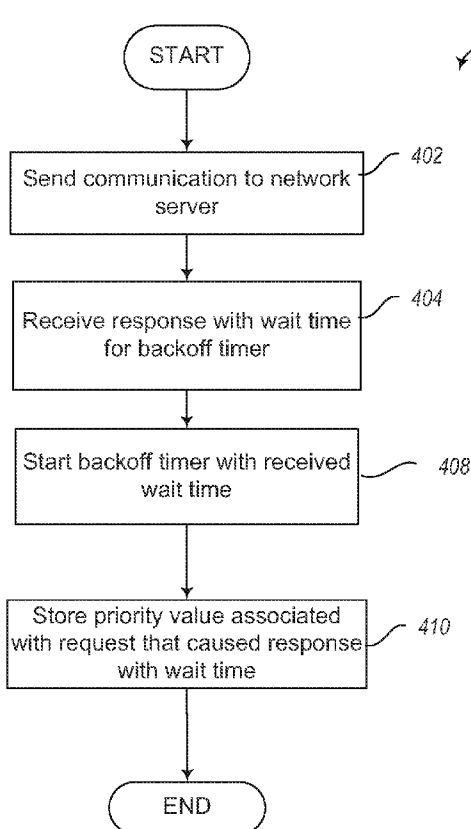 START
402
Send communication to network
server
404
Receive response with wait time
for backoff timer
Start backoff timer with received
wait time
408
Store priority value associated
with request that caused response
with wait time
410
END